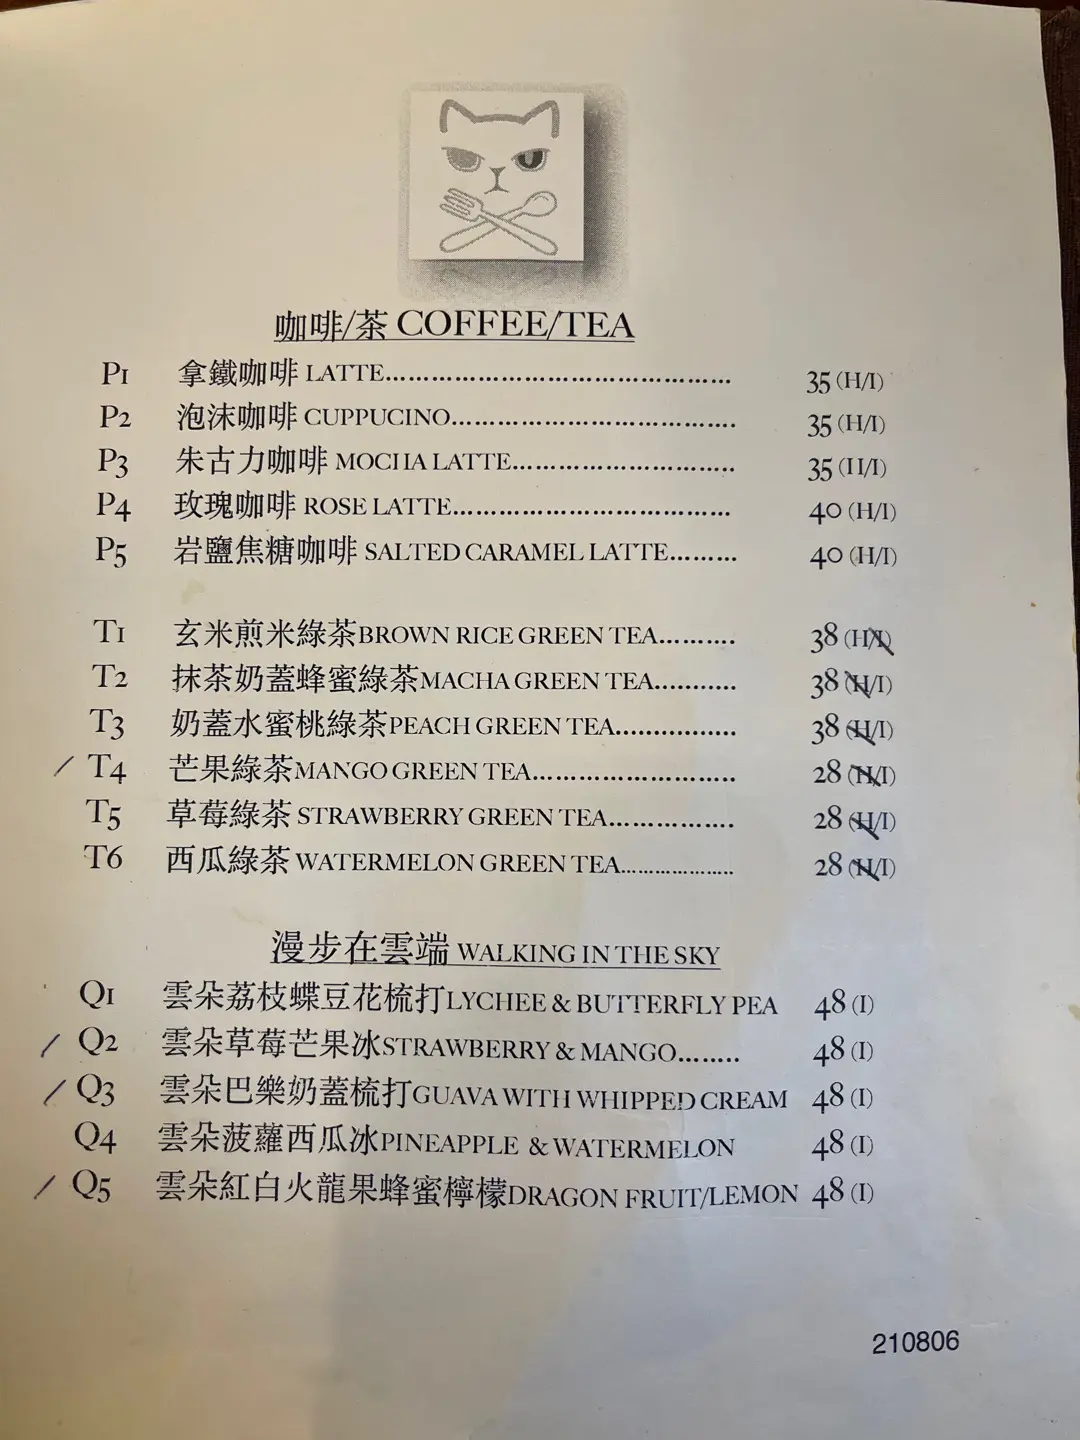 咖啡/茶 COFFEE/TEA
P1 拿鐵咖啡 LATTE............................................. 35 (H/I)
P2 泡沫咖啡 CUPPUCINO..................................... 35 (H/I)
P3 朱古力咖啡 MOCHA LATTE............................. 35 (H/I)
P4 玫瑰咖啡 ROSE LATTE.................................... 40 (H/I)
P5 岩鹽焦糖咖啡 SALTED CARAMEL LATTE......... 40 (H/I)
T1 玄米煎米綠茶BROWN RICE GREEN TEA.......... 38 (H/I)
T2 抹茶奶蓋蜂蜜綠茶MACHA GREEN TEA........... 38 (H/I)
T3 奶蓋水蜜桃綠茶PEACH GREEN TEA................ 38 (H/I)
T4 芒果綠茶MANGO GREEN TEA........................... 28 (H/I)
T5 草莓綠茶 STRAWBERRY GREEN TEA................ 28 (H/I)
T6 西瓜綠茶 WATERMELON GREEN TEA................... 28 (H/I)
漫步在雲端 WALKING IN THE SKY
Q1 雲朵荔枝蝶豆花梳打LYCHEE & BUTTERFLY PEA 48 (I)
Q2 雲朵草莓芒果冰STRAWBERRY & MANGO........ 48 (I)
Q3 雲朵巴樂奶蓋梳打GUAVA WITH WHIPPED CREAM 48 (I)
Q4 雲朵菠蘿西瓜冰PINEAPPLE & WATERMELON 48 (I)
Q5 雲朵紅白火龍果蜂蜜檸檬DRAGON FRUIT/LEMON 48 (I)
210806